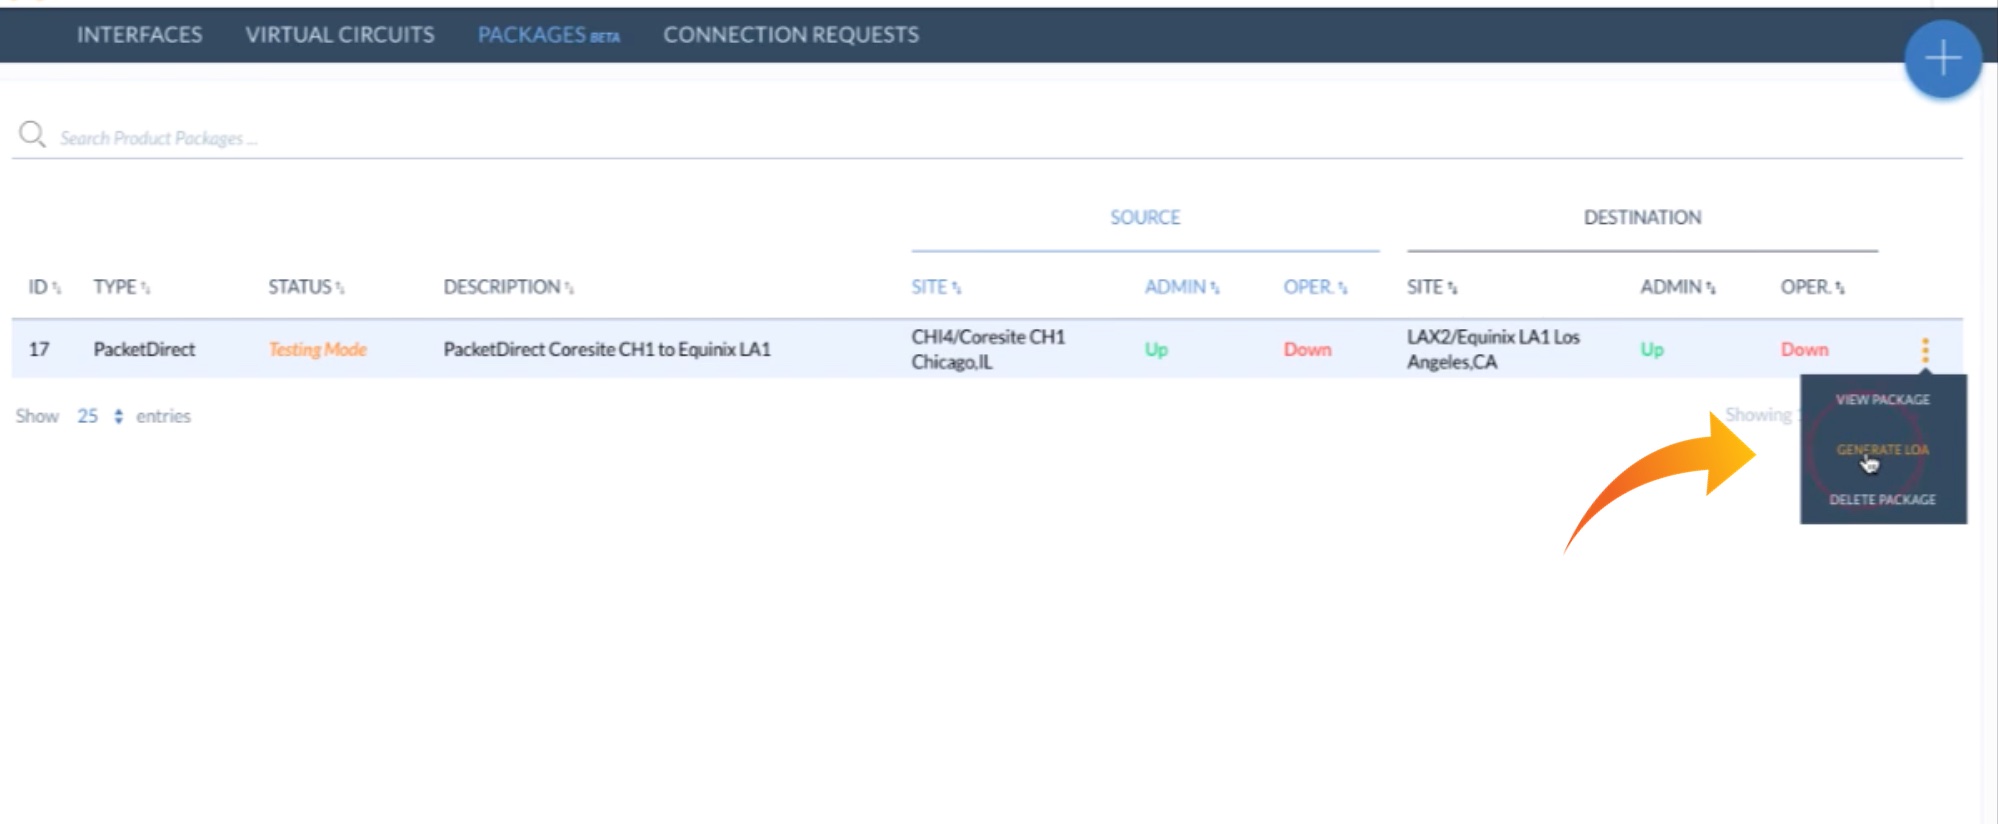 INTERFACES VIRTUAL CIRCUITS PACKAGES BETA CONNECTION REQUESTS
Search Product Packages ...
SOURCE DESTINATION
ID TYPE STATUS DESCRIPTION SITE ADMIN OPER. SITE ADMIN OPER.
17 PacketDirect Testing Mode PacketDirect Coresite CH1 to Equinix LA1 CHI4/Coresite CH1 Up Down LAX2/Equinix LA1 Los Up Down
Chicago,IL Angeles,CA
VIEW PACKAGE
Show 25 entries Showing
GENERATE LOA
DELETE PACKAGE